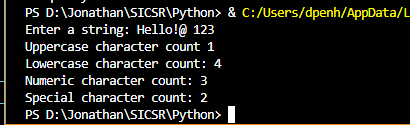 PS D:\Jonathan\SICSR\Python> & C:/Users/dpenh/AppData/L
Enter a string: Hello!@ 123
Uppercase character count 1
Lowercase character count: 4
Numeric character count: 3
Special character count: 2
PS D:\Jonathan\SICSR\Python>